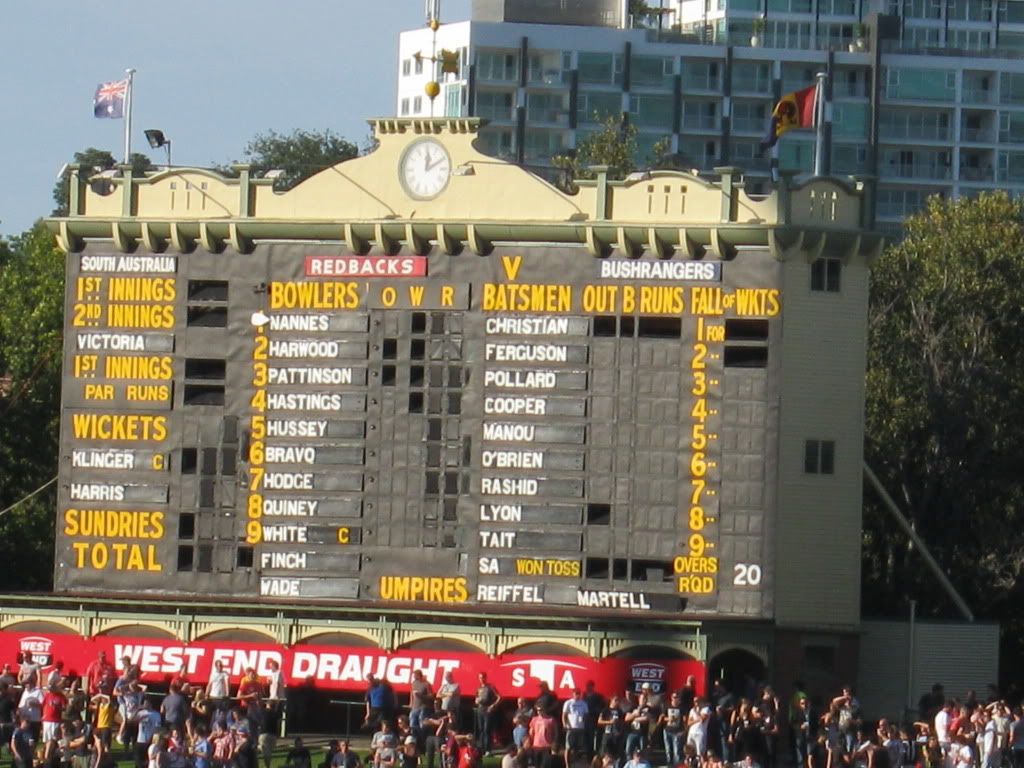 SOUTH AUSTRALIA REDBACKS V BUSHRANGERS
1ST INNINGS BOWLERS O W R BATSMEN OUT B RUNS FALL OF WKTS
2ND INNINGS 1 NANNES CHRISTIAN 1 FOR
VICTORIA 2 HARWOOD FERGUSON 2 "
1ST INNINGS 3 PATTINSON POLLARD 3 "
PAR RUNS 4 HASTINGS COOPER 4 "
WICKETS 5 HUSSEY MANOU 5 "
KLINGER C 6 BRAVO O'BRIEN 6 "
HARRIS 7 HODGE RASHID 7 "
SUNDRIES 8 QUINEY LYON 8 "
TOTAL 9 WHITE C TAIT 9 "
FINCH SA WON TOSS OVERS RQD 20
WADE UMPIRES REIFFEL MARTELL
WEST END WEST END DRAUGHT SA WEST END